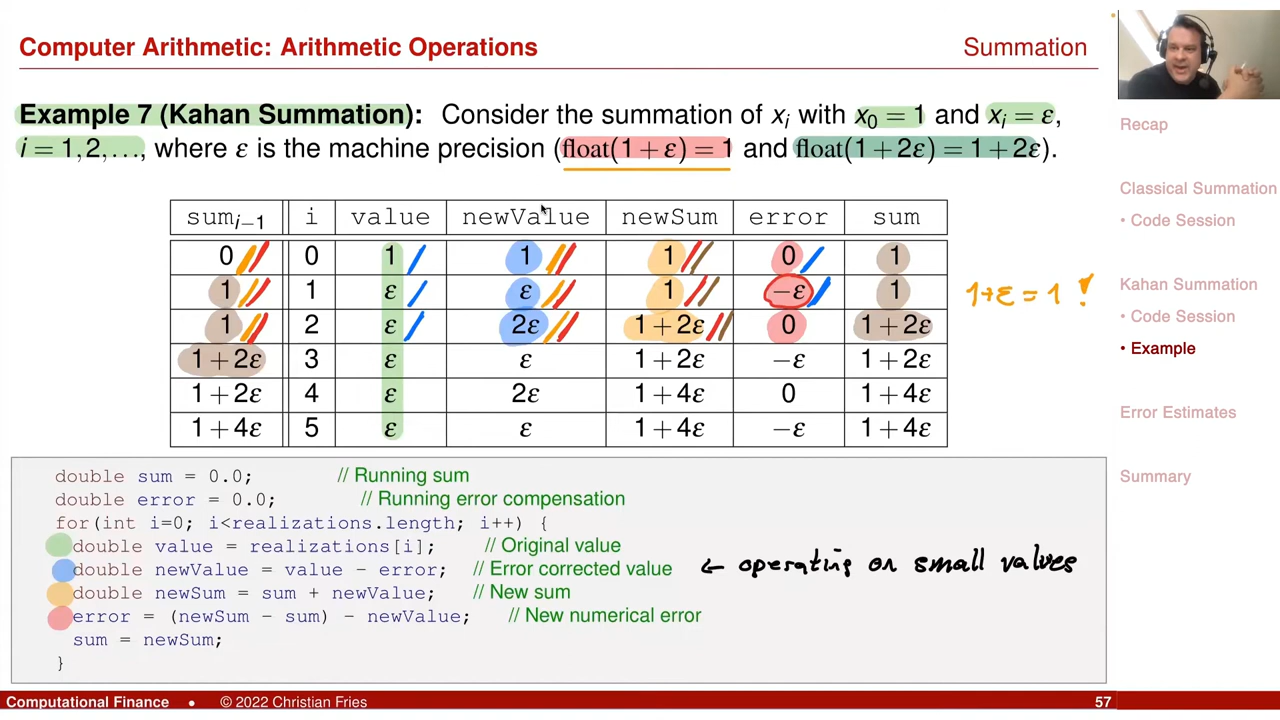 Computer Arithmetic: Arithmetic Operations
Summation
Example 7 (Kahan Summation): Consider the summation of xᵢ with x₀ = 1 and xᵢ = ε,
i = 1,2,..., where ε is the machine precision (float(1+ε) = 1 and float(1+2ε) = 1+2ε).
sumᵢ₋₁ i value newValue newSum error sum
0 0 1 1 1 0 1
1 1 ε ε 1 −ε 1
1+ε = 1 !
1 2 ε 2ε 1+2ε 0 1+2ε
1+2ε 3 ε ε 1+2ε −ε 1+2ε
1+2ε 4 ε 2ε 1+4ε 0 1+4ε
1+4ε 5 ε ε 1+4ε −ε 1+4ε
double sum = 0.0; // Running sum
double error = 0.0; // Running error compensation
for(int i=0; i<realizations.length; i++) {
double value = realizations[i]; // Original value
double newValue = value - error; // Error corrected value
← operating on small values
double newSum = sum + newValue; // New sum
error = (newSum - sum) - newValue; // New numerical error
sum = newSum;
}
Recap
Classical Summation
• Code Session
Kahan Summation
• Code Session
• Example
Error Estimates
Summary
Computational Finance • © 2022 Christian Fries
57